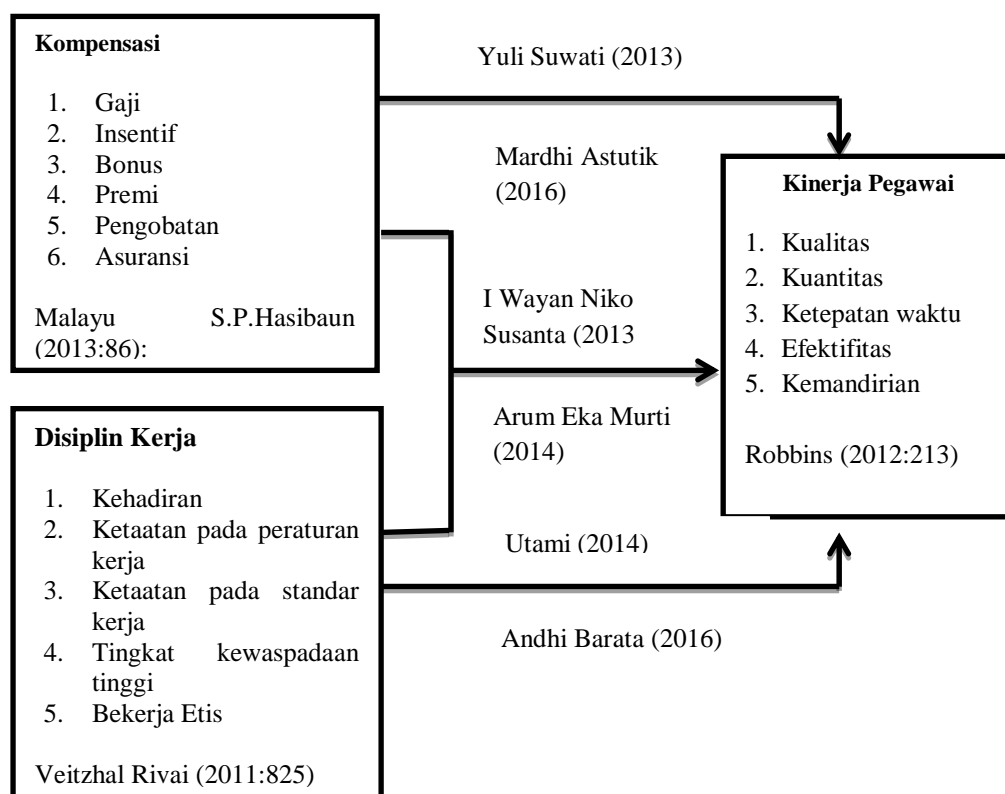 Kompensasi
1. Gaji
2. Insentif
3. Bonus
4. Premi
5. Pengobatan
6. Asuransi
Malayu S.P.Hasibaun
(2013:86):
Disiplin Kerja
1. Kehadiran
2. Ketaatan pada peraturan
kerja
3. Ketaatan pada standar
kerja
4. Tingkat kewaspadaan
tinggi
5. Bekerja Etis
Veitzhal Rivai (2011:825)
Yuli Suwati (2013)
Mardhi Astutik
(2016)
I Wayan Niko
Susanta (2013
Arum Eka Murti
(2014)
Utami (2014)
Andhi Barata (2016)
Kinerja Pegawai
1. Kualitas
2. Kuantitas
3. Ketepatan waktu
4. Efektifitas
5. Kemandirian
Robbins (2012:213)